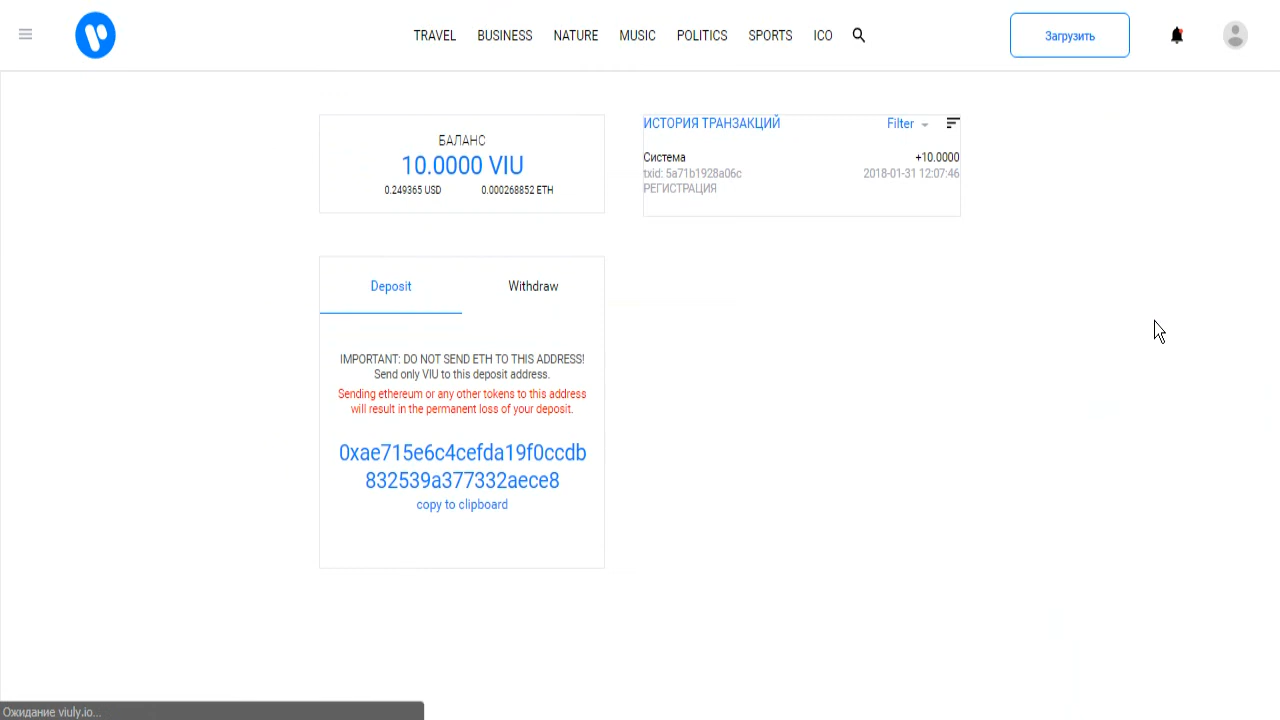 TRAVEL BUSINESS NATURE MUSIC POLITICS SPORTS ICO
Загрузить
БАЛАНС
10.0000 VIU
0.249365 USD 0.000268852 ETH
ИСТОРИЯ ТРАНЗАКЦИЙ Filter
Система +10.0000
txid: 5a71b1928a06c 2018-01-31 12:07:46
РЕГИСТРАЦИЯ
Deposit Withdraw
IMPORTANT: DO NOT SEND ETH TO THIS ADDRESS!
Send only VIU to this deposit address.
Sending ethereum or any other tokens to this address
will result in the permanent loss of your deposit.
0xae715e6c4cefda19f0ccdb
832539a377332aece8
copy to clipboard
Ожидание viuly.io...